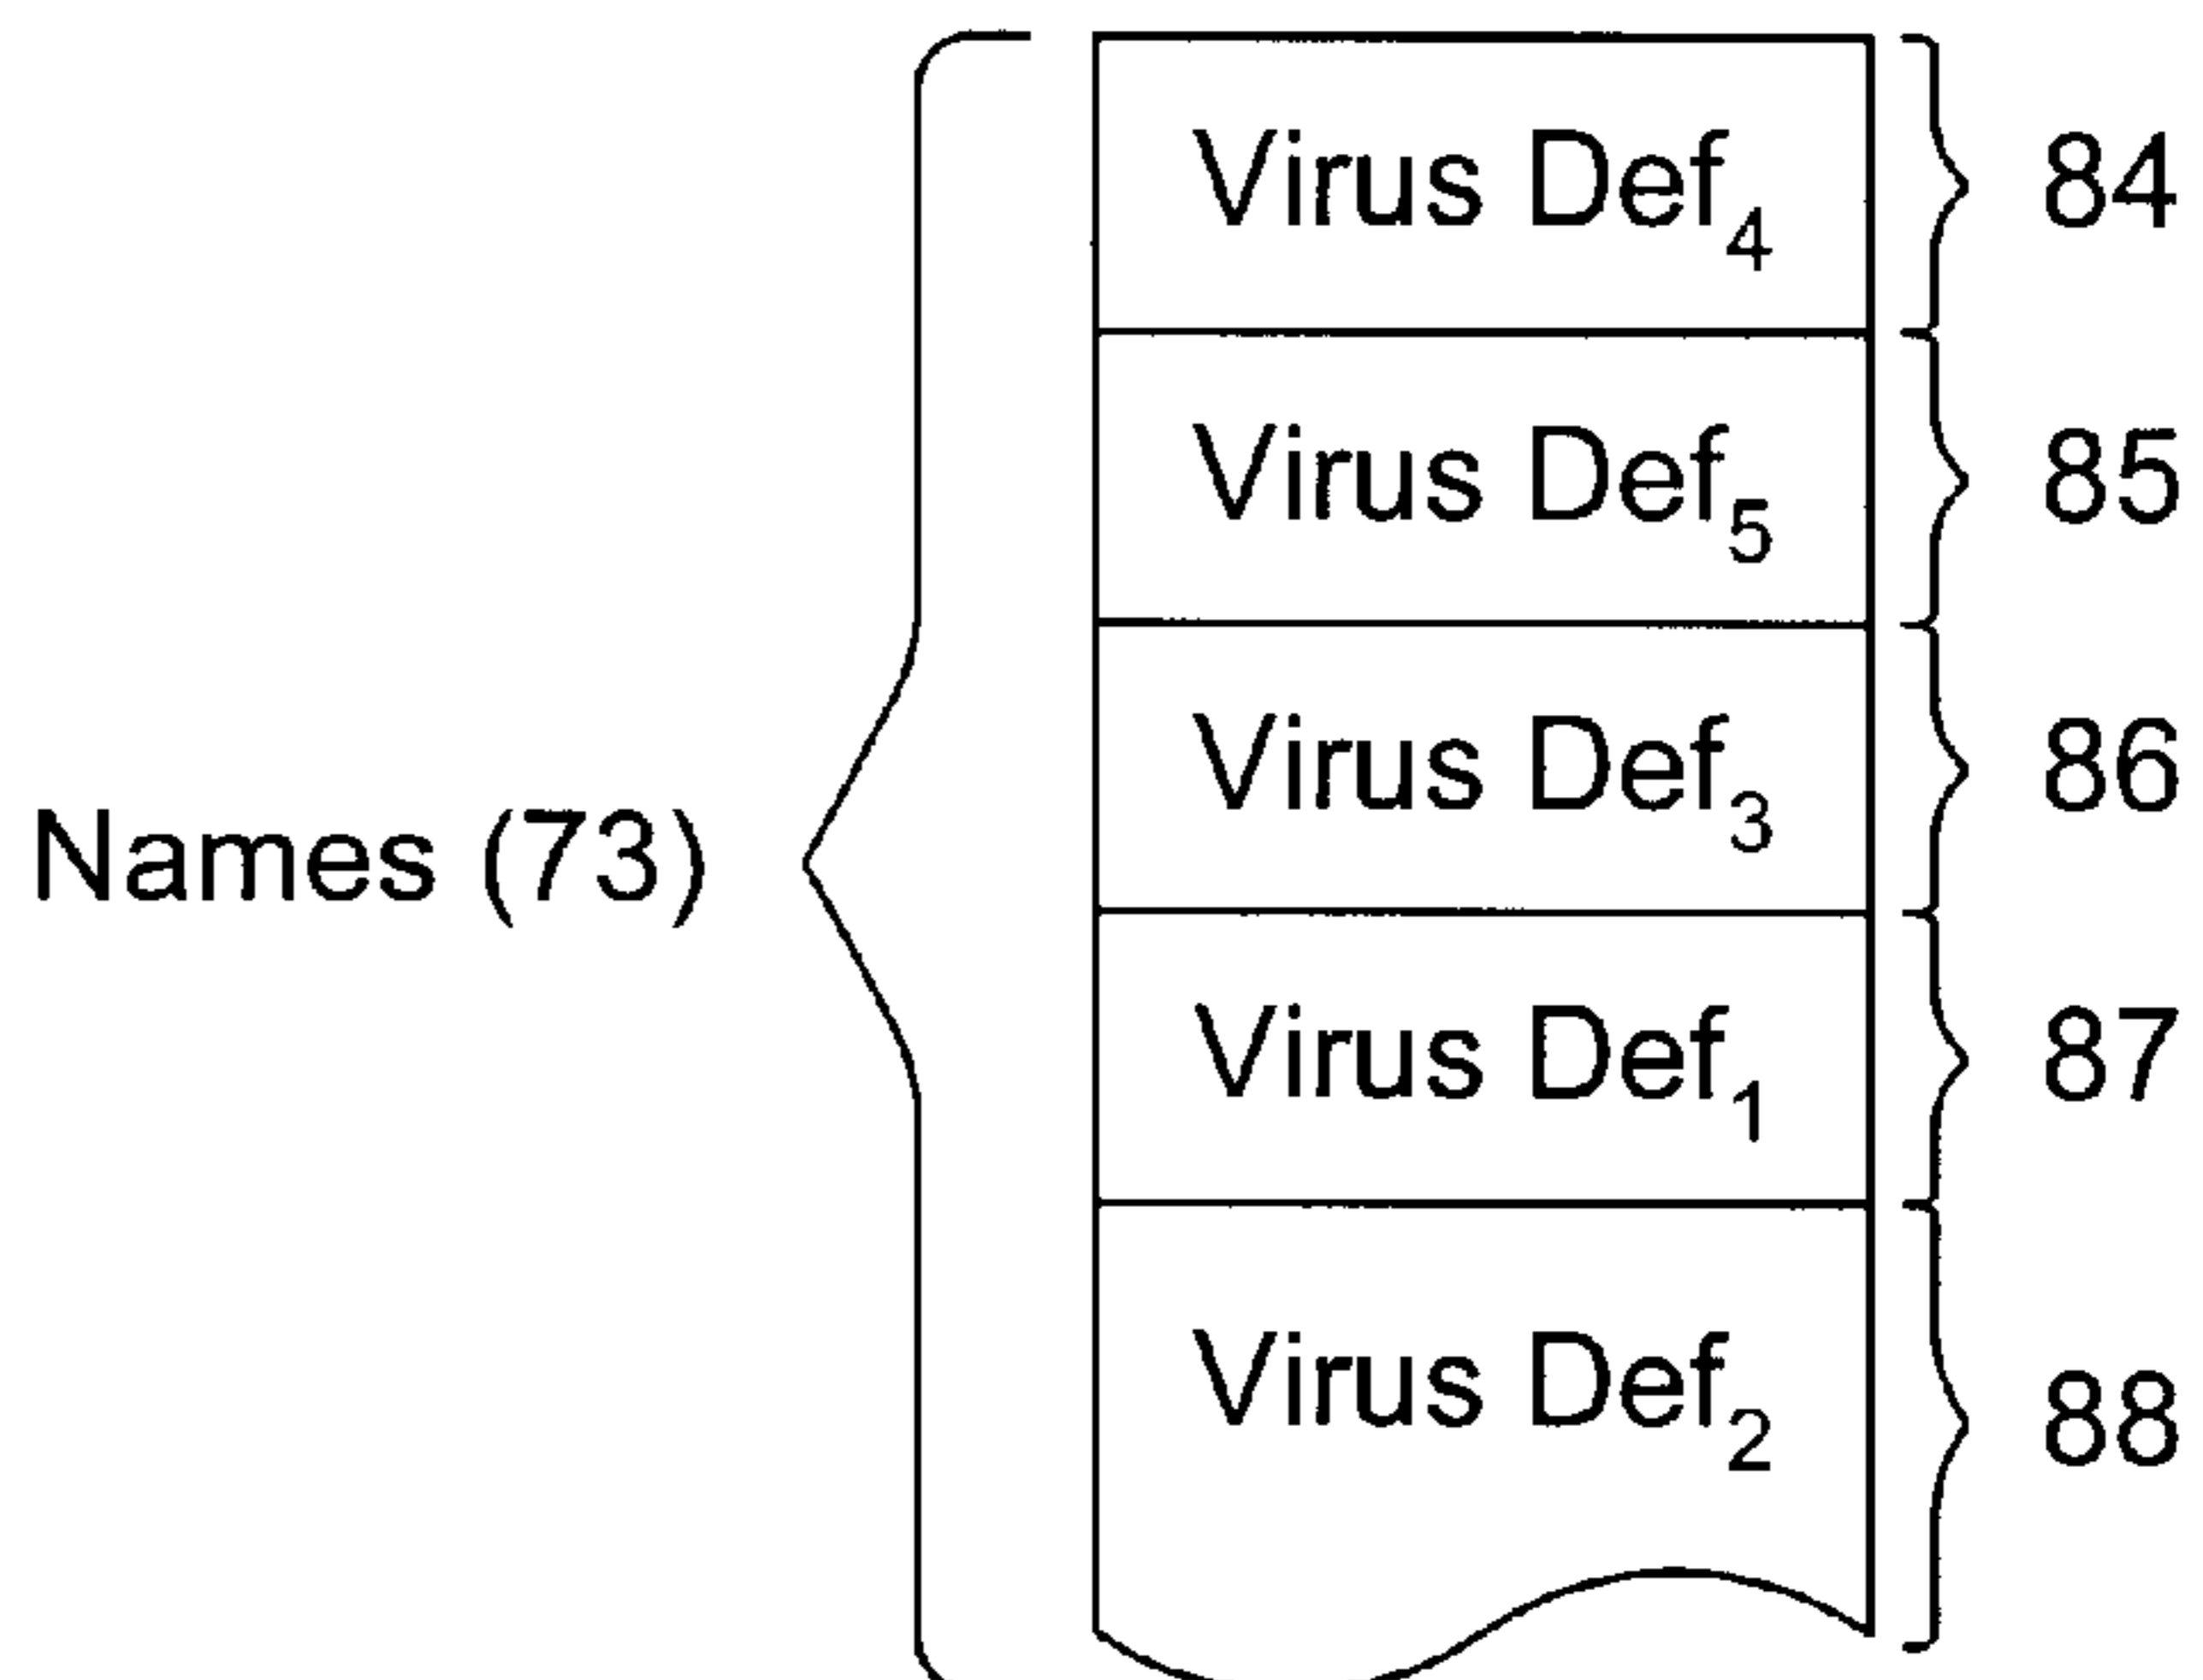 Virus Def₄ 84
Virus Def₅ 85
Virus Def₃ 86
Names (73)
Virus Def₁ 87
Virus Def₂ 88